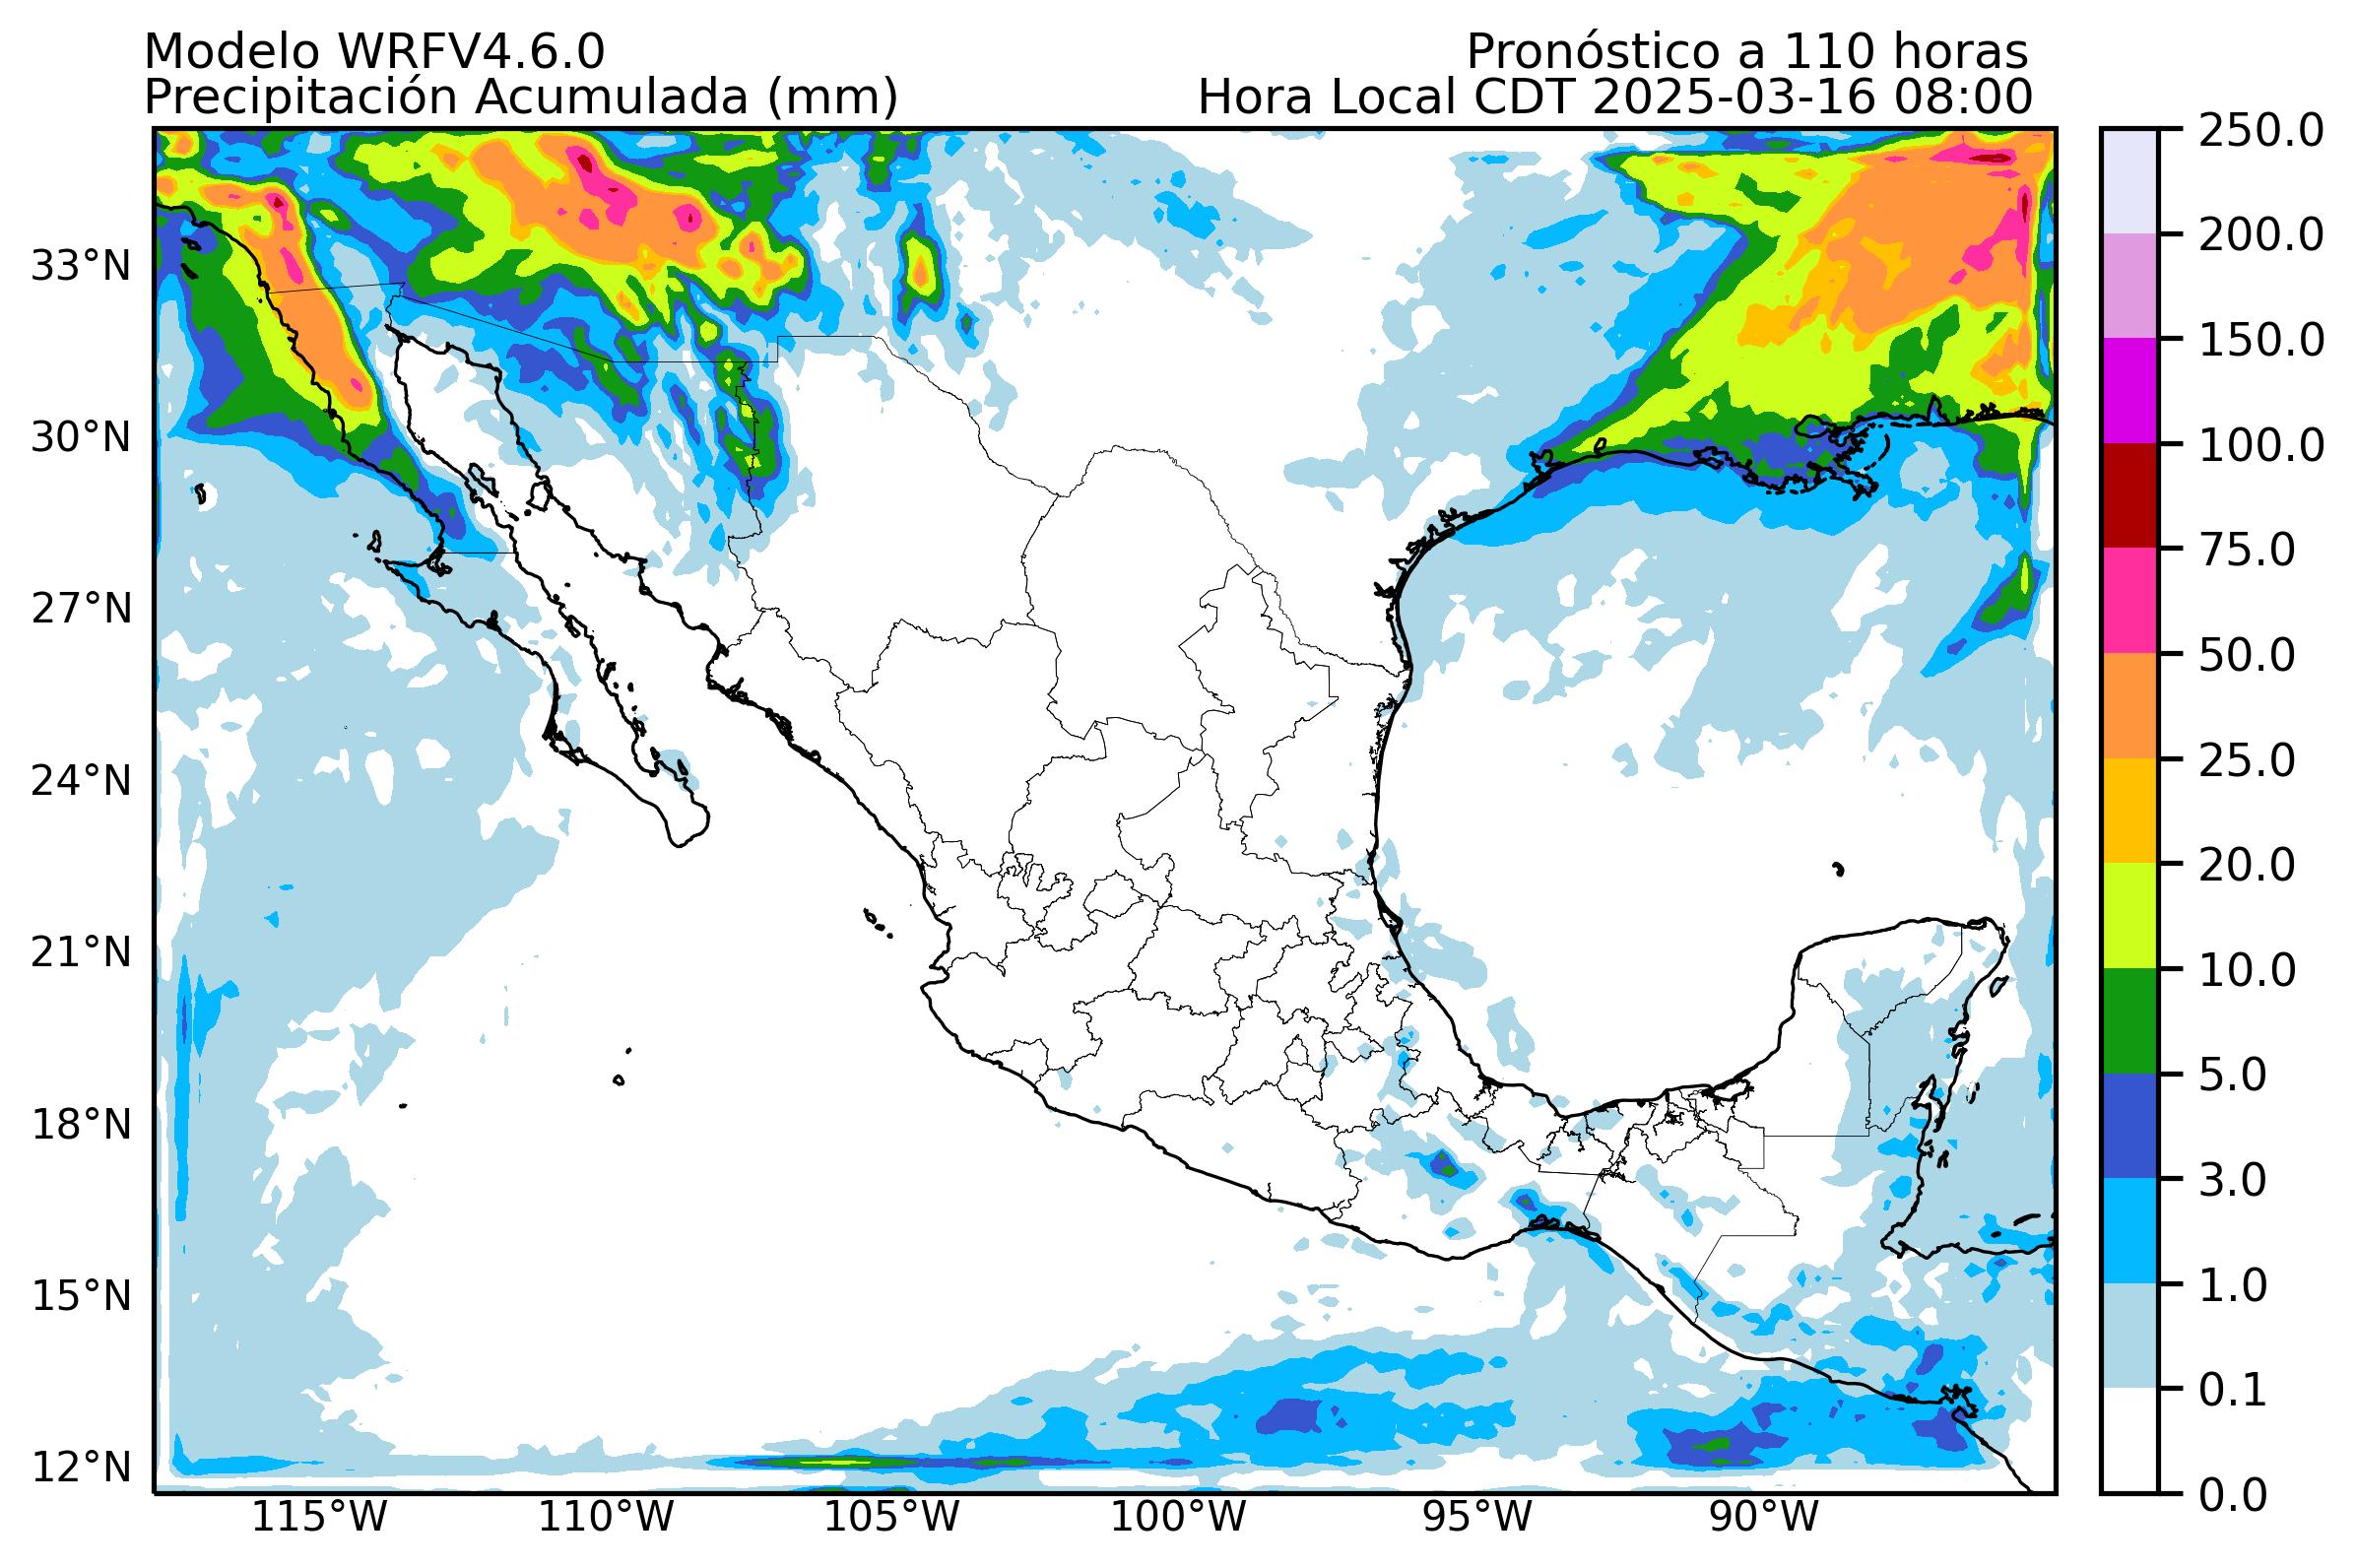 Modelo WRFV4.6.0
Pronóstico a 110 horas
Precipitación Acumulada (mm)
Hora Local CDT 2025-03-16 08:00
33°N
30°N
27°N
24°N
21°N
18°N
15°N
12°N
115°W
110°W
105°W
100°W
95°W
90°W
250.0
200.0
150.0
100.0
75.0
50.0
25.0
20.0
10.0
5.0
3.0
1.0
0.1
0.0